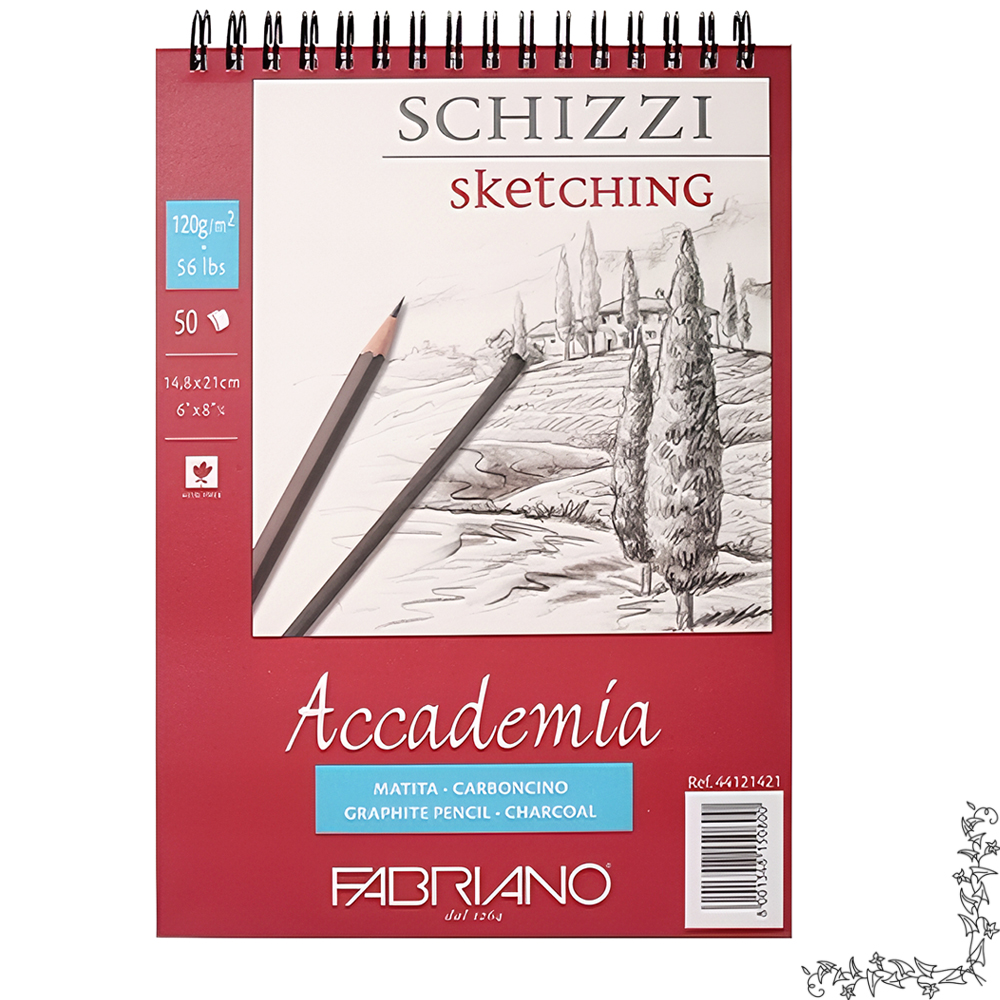 SCHIZZI
sketCHING
120g/m²
•
56 lbs
50
14,8x21cm
6"x8"¼
Accademia
MATITA • CARBONCINO
GRAPHITE PENCIL • CHARCOAL
Ref. 44121421
FABRIANO
dal 1264